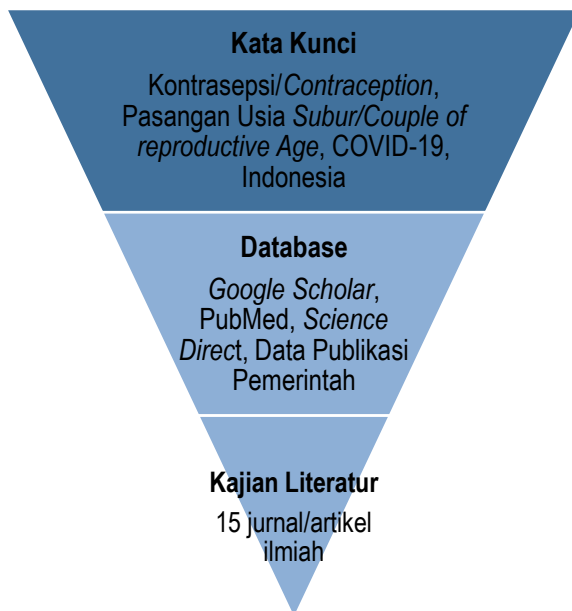 Kata Kunci
Kontrasepsi/Contraception,
Pasangan Usia Subur/Couple of
reproductive Age, COVID-19,
Indonesia
Database
Google Scholar,
PubMed, Science
Direct, Data Publikasi
Pemerintah
Kajian Literatur
15 jurnal/artikel
ilmiah